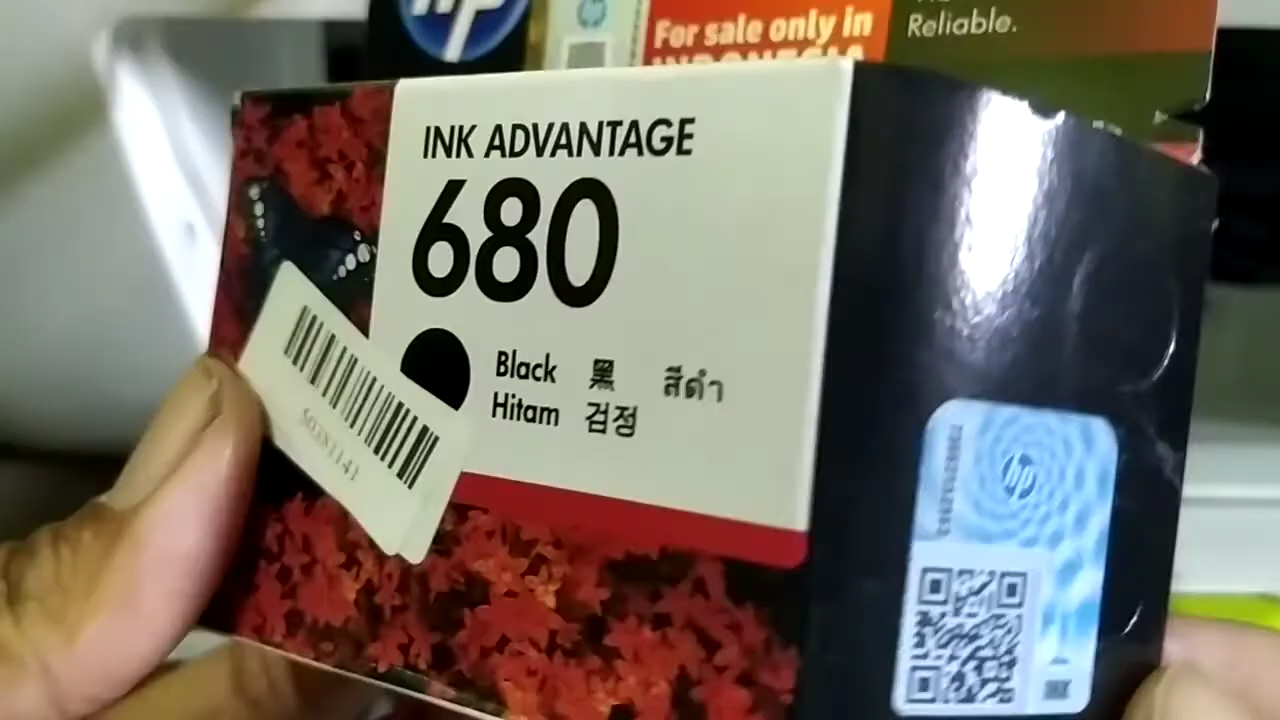 hp
For sale only in
INDONESIA
Reliable.
INK ADVANTAGE
680
Black 黑 สีดำ
Hitam 검정
hp